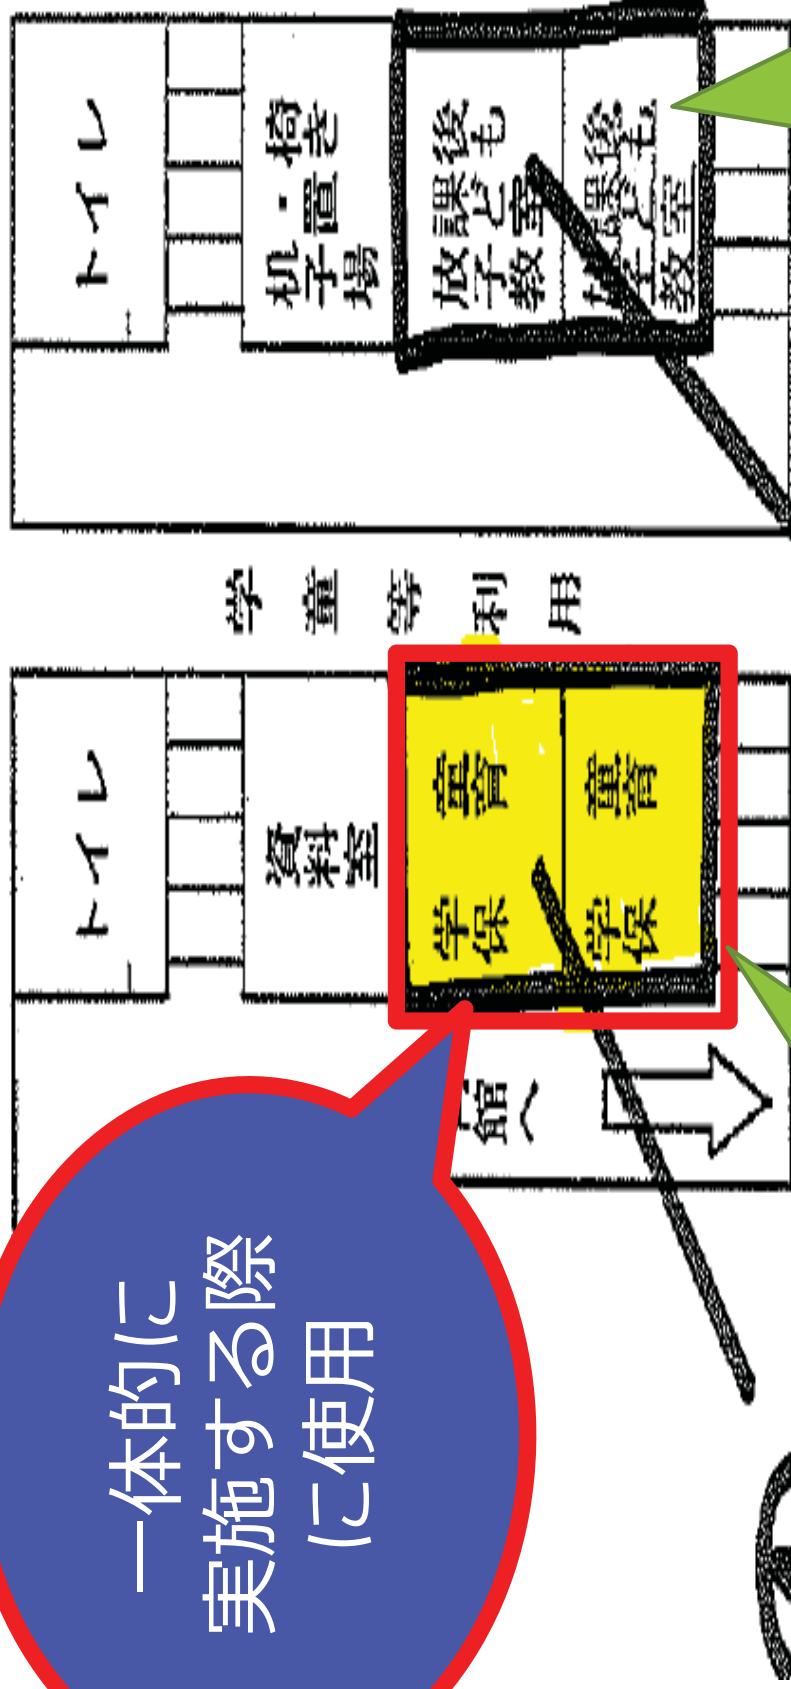 一体的に
実施する際
に使用
館へ
トイレ
資料室
学童
保育
学童
保育
学童等利用
トイレ
机・椅
子置き
場
放課後
子ども
教室
放課後
子ども
教室